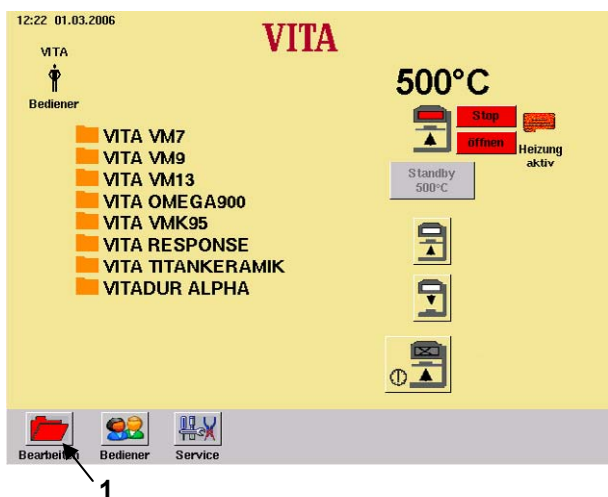 12:22 01.03.2006
VITA
VITA
Bediener
500°C
Stop
öffnen
Heizung
aktiv
Standby
500°C
VITA VM7
VITA VM9
VITA VM13
VITA OMEGA900
VITA VMK95
VITA RESPONSE
VITA TITANKERAMIK
VITADUR ALPHA
Bearbeiten
Bediener
Service
1